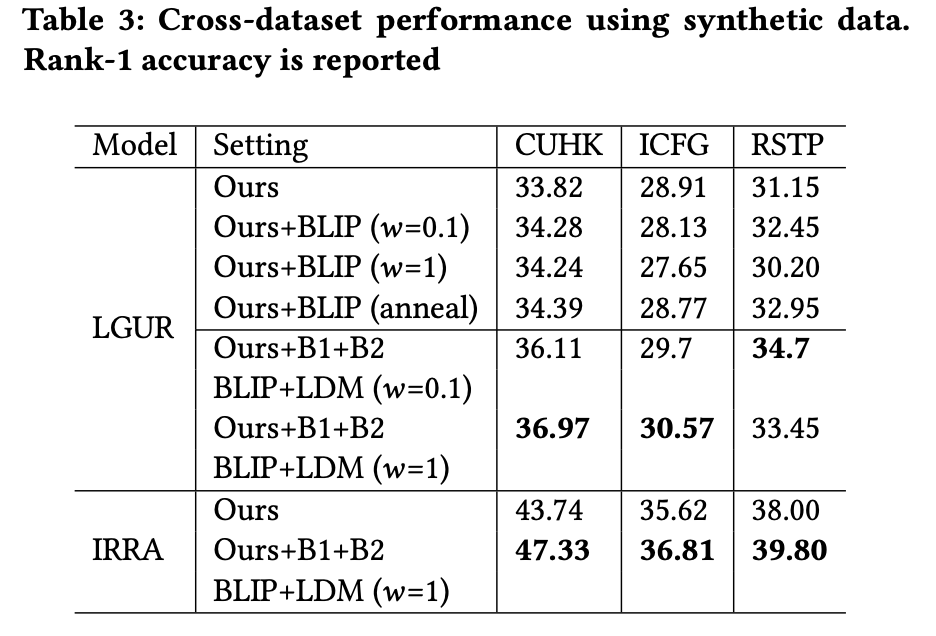 Table 3: Cross-dataset performance using synthetic data.
Rank-1 accuracy is reported
Model Setting CUHK ICFG RSTP
Ours 33.82 28.91 31.15
Ours+BLIP (w=0.1) 34.28 28.13 32.45
Ours+BLIP (w=1) 34.24 27.65 30.20
Ours+BLIP (anneal) 34.39 28.77 32.95
LGUR
Ours+B1+B2 36.11 29.7 34.7
BLIP+LDM (w=0.1)
Ours+B1+B2 36.97 30.57 33.45
BLIP+LDM (w=1)
Ours 43.74 35.62 38.00
IRRA Ours+B1+B2 47.33 36.81 39.80
BLIP+LDM (w=1)